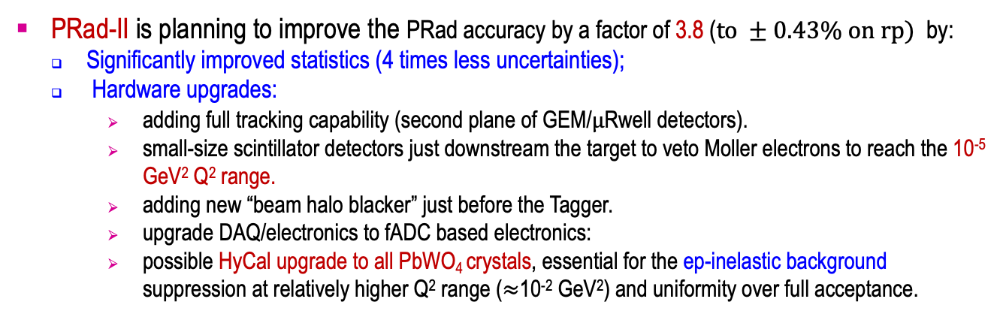 ▪ PRad-II is planning to improve the PRad accuracy by a factor of 3.8 (to ± 0.43% on rp) by:
❑ Significantly improved statistics (4 times less uncertainties);
❑ Hardware upgrades:
➢ adding full tracking capability (second plane of GEM/μRwell detectors).
➢ small-size scintillator detectors just downstream the target to veto Moller electrons to reach the 10⁻⁵
GeV² Q² range.
➢ adding new “beam halo blacker” just before the Tagger.
➢ upgrade DAQ/electronics to fADC based electronics:
➢ possible HyCal upgrade to all PbWO₄ crystals, essential for the ep-inelastic background
suppression at relatively higher Q² range (≈10⁻² GeV²) and uniformity over full acceptance.